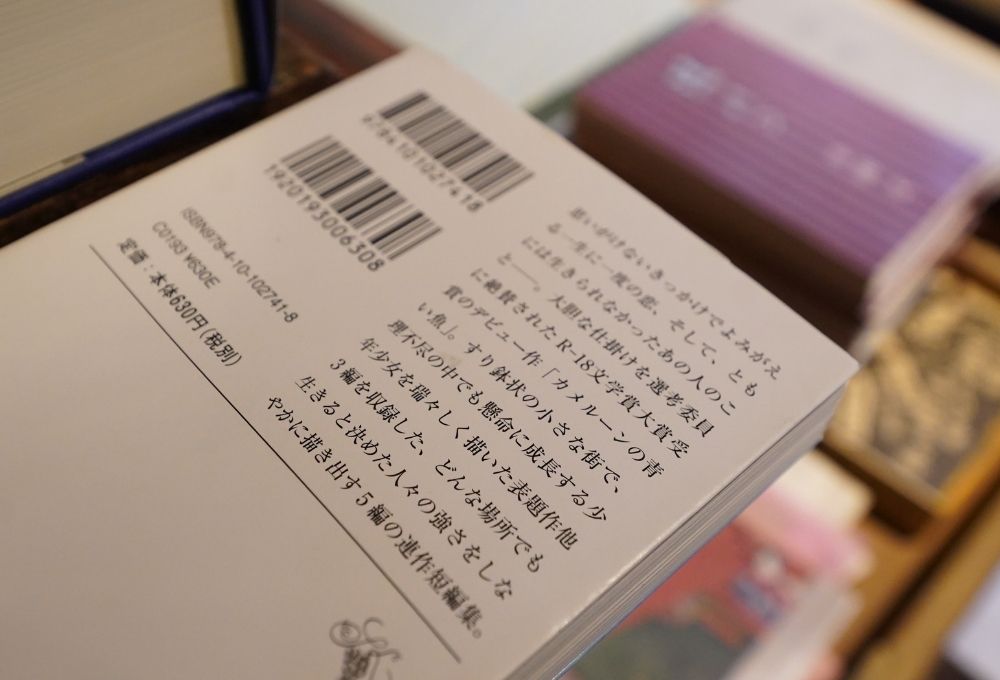 9784101027418
1920193006308
ISBN978-4-10-102741-8
C0193 ¥630E
定価：本体630円(税別)
思いがけないきっかけでよみがえ
る一生に一度の恋、そして、とも
には生きられなかったあの人のこ
と――。大胆な仕掛けを選考委員
に絶賛されたR-18文学賞大賞受
賞のデビュー作「カメルーンの青
い魚」。すり鉢状の小さな街で、
理不尽の中でも懸命に成長する少
年少女を瑞々しく描いた表題作他
3編を収録した、どんな場所でも
生きると決めた人々の強さをしな
やかに描き出す5編の連作短編集。